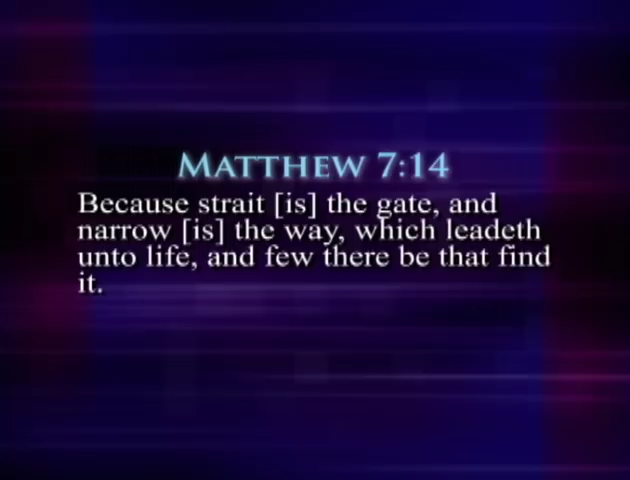 MATTHEW 7:14
Because strait [is] the gate, and
narrow [is] the way, which leadeth
unto life, and few there be that find
it.